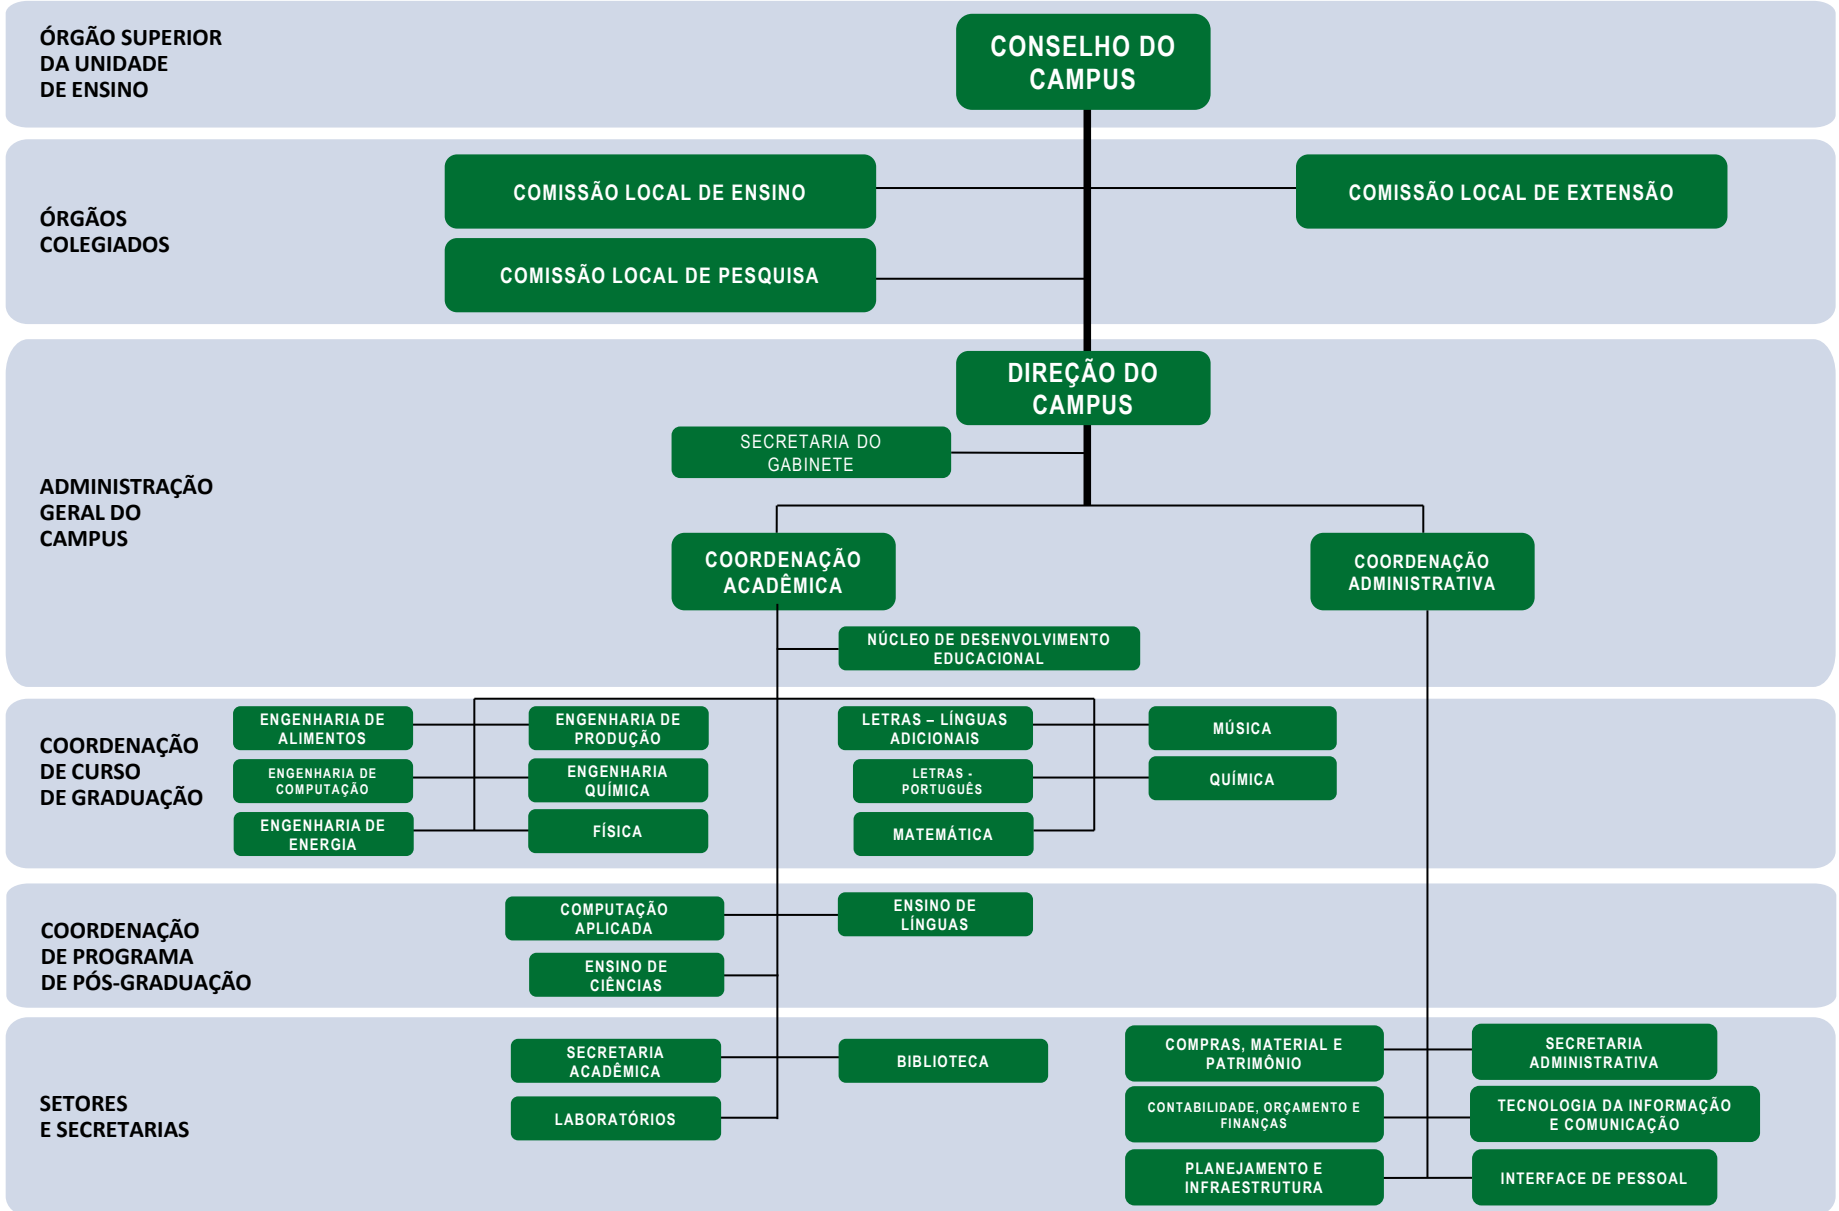 ÓRGÃO SUPERIOR
DA UNIDADE
DE ENSINO
CONSELHO DO
CAMPUS
ÓRGÃOS
COLEGIADOS
COMISSÃO LOCAL DE ENSINO
COMISSÃO LOCAL DE EXTENSÃO
COMISSÃO LOCAL DE PESQUISA
ADMINISTRAÇÃO
GERAL DO
CAMPUS
DIREÇÃO DO
CAMPUS
SECRETARIA DO
GABINETE
COORDENAÇÃO
ACADÊMICA
COORDENAÇÃO
ADMINISTRATIVA
NÚCLEO DE DESENVOLVIMENTO
EDUCACIONAL
COORDENAÇÃO
DE CURSO
DE GRADUAÇÃO
ENGENHARIA DE
ALIMENTOS
ENGENHARIA DE
PRODUÇÃO
LETRAS – LÍNGUAS
ADICIONAIS
MÚSICA
ENGENHARIA DE
COMPUTAÇÃO
ENGENHARIA
QUÍMICA
LETRAS -
PORTUGUÊS
QUÍMICA
ENGENHARIA DE
ENERGIA
FÍSICA
MATEMÁTICA
COORDENAÇÃO
DE PROGRAMA
DE PÓS-GRADUAÇÃO
COMPUTAÇÃO
APLICADA
ENSINO DE
LÍNGUAS
ENSINO DE
CIÊNCIAS
SETORES
E SECRETARIAS
SECRETARIA
ACADÊMICA
BIBLIOTECA
LABORATÓRIOS
COMPRAS, MATERIAL E
PATRIMÔNIO
SECRETARIA
ADMINISTRATIVA
CONTABILIDADE, ORÇAMENTO E
FINANÇAS
TECNOLOGIA DA INFORMAÇÃO
E COMUNICAÇÃO
PLANEJAMENTO E
INFRAESTRUTURA
INTERFACE DE PESSOAL